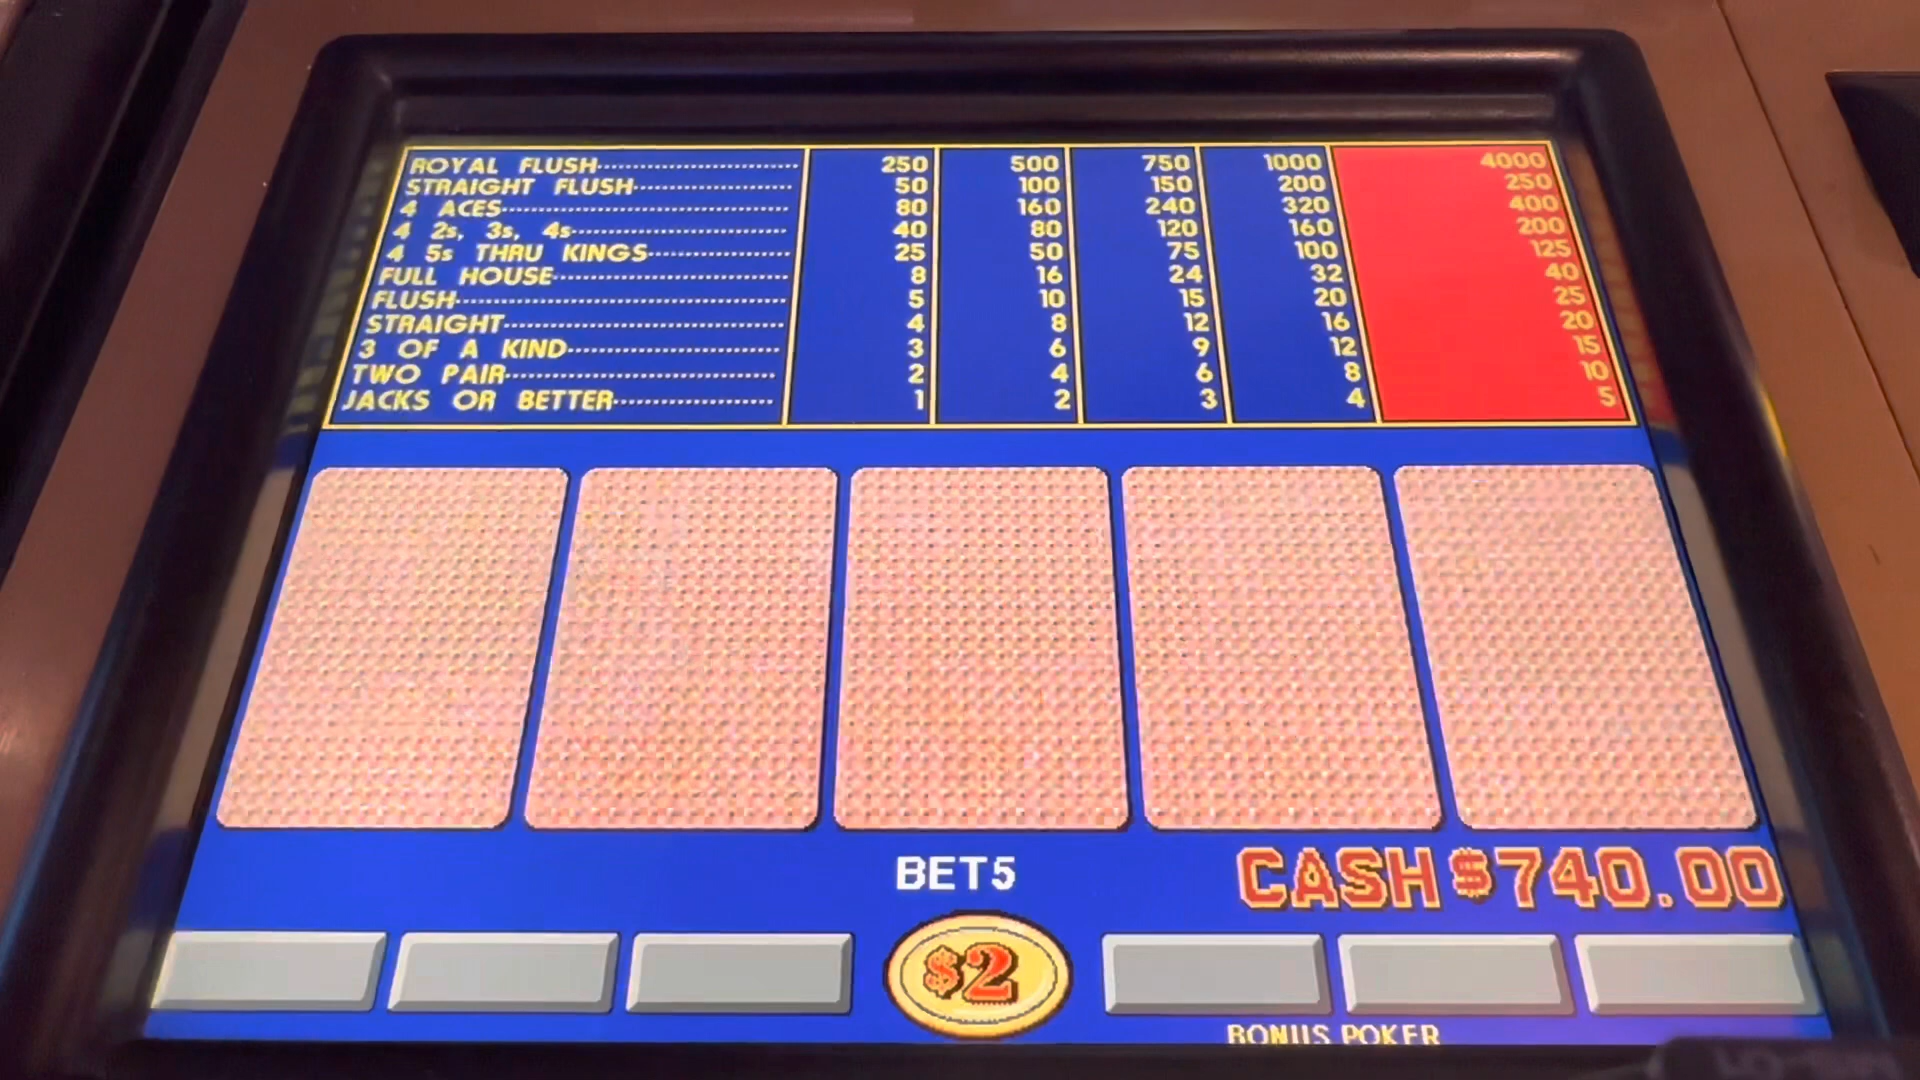 ROYAL FLUSH 250 500 750 1000 4000
STRAIGHT FLUSH 50 100 150 200 250
4 ACES 80 160 240 320 400
4 2s, 3s, 4s 40 80 120 160 200
4 5s THRU KINGS 25 50 75 100 125
FULL HOUSE 8 16 24 32 40
FLUSH 5 10 15 20 25
STRAIGHT 4 8 12 16 20
3 OF A KIND 3 6 9 12 15
TWO PAIR 2 4 6 8 10
JACKS OR BETTER 1 2 3 4 5
BET5 CASH $740.00
$2
BONUS POKER